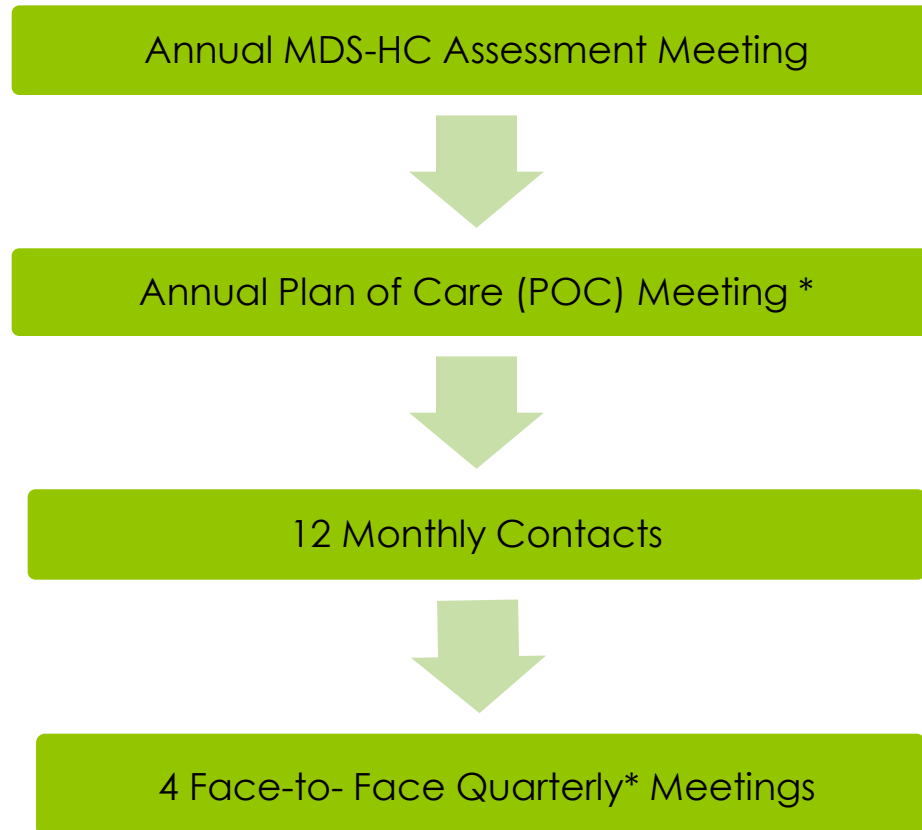 Annual MDS-HC Assessment Meeting
Annual Plan of Care (POC) Meeting *
12 Monthly Contacts
4 Face-to- Face Quarterly* Meetings